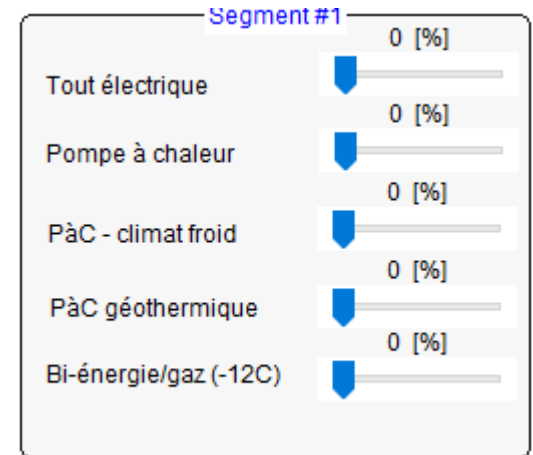 Segment #1
0 [%]
Tout électrique
0 [%]
Pompe à chaleur
0 [%]
PàC - climat froid
0 [%]
PàC géothermique
0 [%]
Bi-énergie/gaz (-12C)